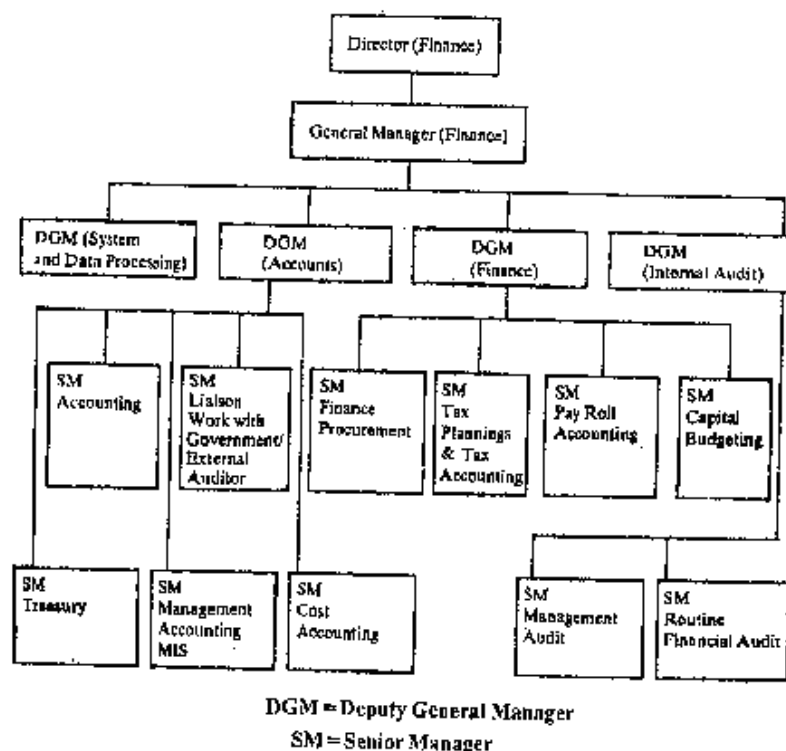 Director (Finance)
General Manager (Finance)
DGM (System
and Data Processing)
DGM
(Accounts)
DGM
(Finance)
DGM
(Internal Audit)
SM
Accounting
SM
Liaison
Work with
Government/
External
Auditor
SM
Finance
Procurement
SM
Tax
Plannings
& Tax
Accounting
SM
Pay Roll
Accounting
SM
Capital
Budgeting
SM
Treasury
SM
Management
Accounting
MIS
SM
Cost
Accounting
SM
Management
Audit
SM
Routine
Financial Audit
DGM = Deputy General Manager
SM = Senior Manager